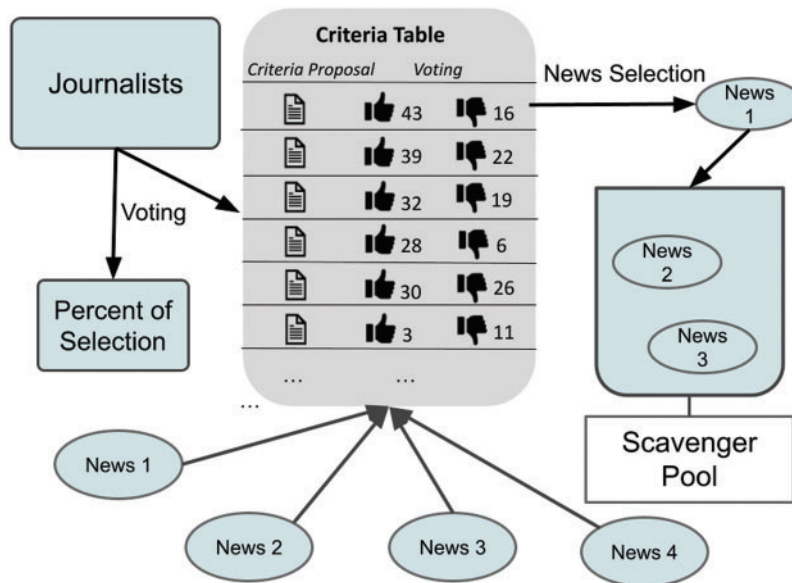 Journalists
Voting
Percent of
Selection
Criteria Table
Criteria Proposal Voting
43 16
39 22
32 19
28 6
30 26
3 11
... ...
...
News Selection
News
1
News
2
News
3
Scavenger
Pool
News 1
News 2
News 3
News 4